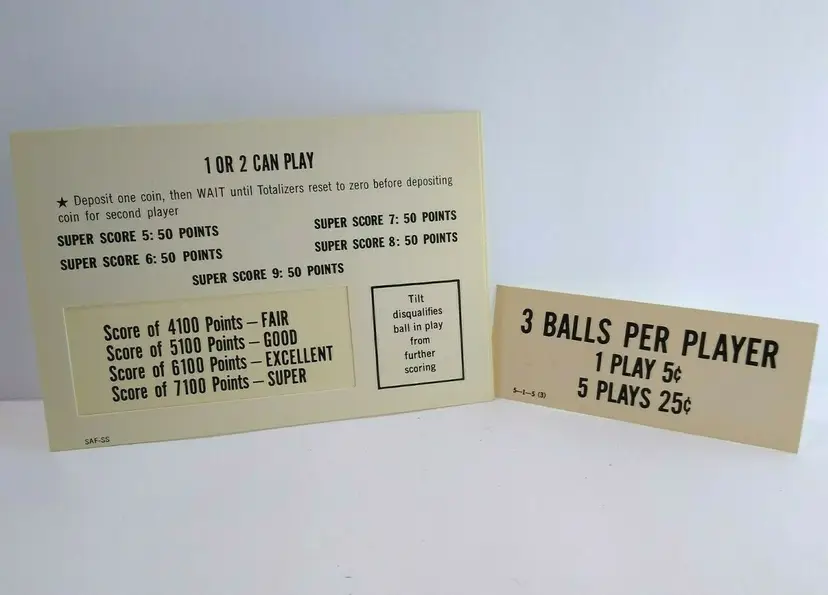 1 OR 2 CAN PLAY
★ Deposit one coin, then WAIT until Totalizers reset to zero before depositing
coin for second player
SUPER SCORE 5: 50 POINTS
SUPER SCORE 7: 50 POINTS
SUPER SCORE 6: 50 POINTS
SUPER SCORE 8: 50 POINTS
SUPER SCORE 9: 50 POINTS
Score of 4100 Points – FAIR
Score of 5100 Points – GOOD
Score of 6100 Points – EXCELLENT
Score of 7100 Points – SUPER
Tilt
disqualifies
ball in play
from
further
scoring
SAF-SS
3 BALLS PER PLAYER
1 PLAY 5¢
5 PLAYS 25¢
5–1–5 (3)